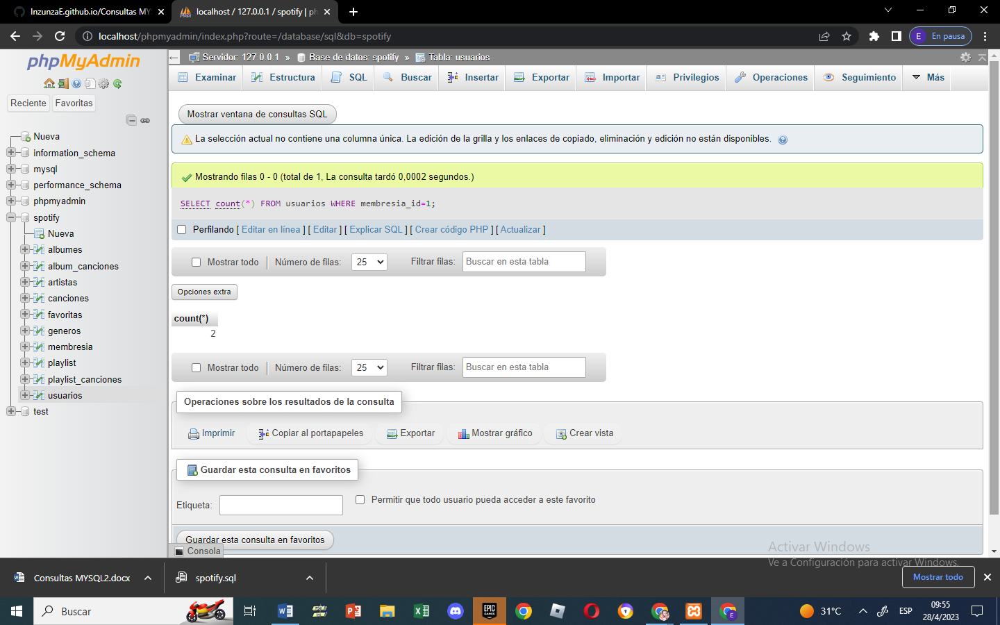 InzunzaE.github.io/Consultas MY
localhost / 127.0.0.1 / spotify | ph
localhost/phpmyadmin/index.php?route=/database/sql&db=spotify
E En pausa
phpMyAdmin
Reciente Favoritas
Nueva
information_schema
mysql
performance_schema
phpmyadmin
spotify
Nueva
albumes
album_canciones
artistas
canciones
favoritas
generos
membresia
playlist
playlist_canciones
usuarios
test
Servidor: 127.0.0.1 » Base de datos: spotify » Tabla: usuarios
Examinar Estructura SQL Buscar Insertar Exportar Importar Privilegios Operaciones Seguimiento Más
Mostrar ventana de consultas SQL
La selección actual no contiene una columna única. La edición de la grilla y los enlaces de copiado, eliminación y edición no están disponibles.
Mostrando filas 0 - 0 (total de 1, La consulta tardó 0,0002 segundos.)
SELECT count(*) FROM usuarios WHERE membresia_id=1;
Perfilando [ Editar en línea ] [ Editar ] [ Explicar SQL ] [ Crear código PHP ] [ Actualizar ]
Mostrar todo Número de filas: 25 Filtrar filas: Buscar en esta tabla
Opciones extra
count(*)
2
Mostrar todo Número de filas: 25 Filtrar filas: Buscar en esta tabla
Operaciones sobre los resultados de la consulta
Imprimir Copiar al portapapeles Exportar Mostrar gráfico Crear vista
Guardar esta consulta en favoritos
Etiqueta: Permitir que todo usuario pueda acceder a este favorito
Guardar esta consulta en favoritos
Consola
Activar Windows
Ve a Configuración para activar Windows.
Consultas MYSQL2.docx
spotify.sql
Mostrar todo
Buscar
EPIC
GAMES
31°C
ESP
09:55
28/4/2023